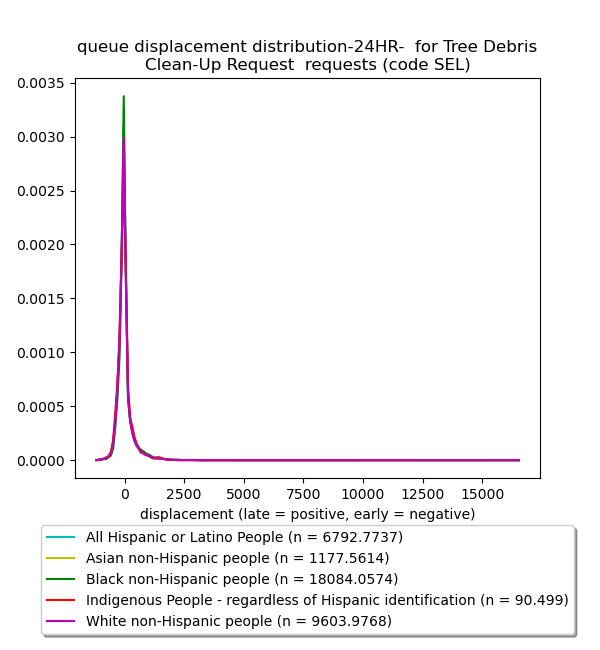 queue displacement distribution-24HR-  for Tree Debris
Clean-Up Request  requests (code SEL)
0.0035
0.0030
0.0025
0.0020
0.0015
0.0010
0.0005
0.0000
0 2500 5000 7500 10000 12500 15000
displacement (late = positive, early = negative)
All Hispanic or Latino People (n = 6792.7737)
Asian non-Hispanic people (n = 1177.5614)
Black non-Hispanic people (n = 18084.0574)
Indigenous People - regardless of Hispanic identification (n = 90.499)
White non-Hispanic people (n = 9603.9768)